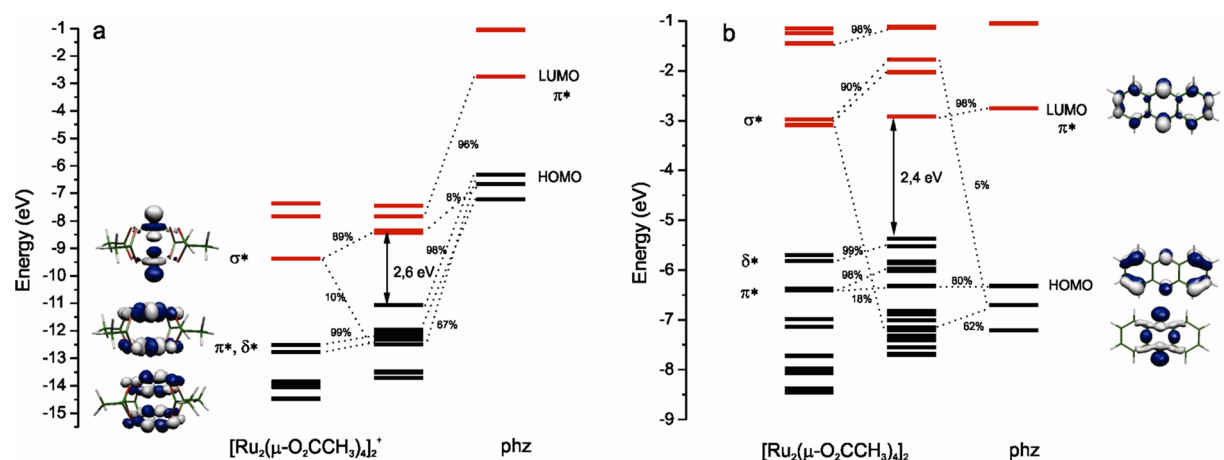 a
-1
-2
-3
-4
-5
-6
-7
-8
-9
-10
-11
-12
-13
-14
-15
Energy (eV)
LUMO
π*
HOMO
96%
8%
98%
67%
89%
10%
99%
2,6 eV
σ*
π*, δ*
[Ru₂(μ-O₂CCH₃)₄]₂⁺
phz
b
-1
-2
-3
-4
-5
-6
-7
-8
-9
Energy (eV)
98%
90%
98%
σ*
LUMO
π*
2,4 eV
5%
δ*
99%
98%
π*
18%
80%
HOMO
62%
[Ru₂(μ-O₂CCH₃)₄]₂
phz